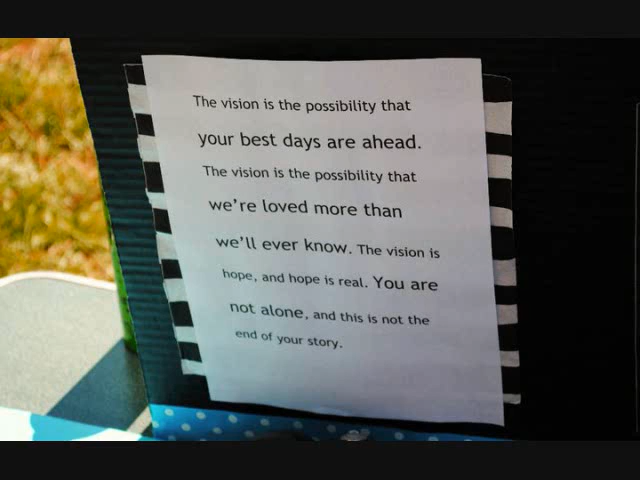 The vision is the possibility that
your best days are ahead.
The vision is the possibility that
we're loved more than
we'll ever know. The vision is
hope, and hope is real. You are
not alone, and this is not the
end of your story.